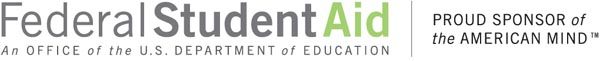 Federal Student Aid
An OFFICE of the U.S. DEPARTMENT of EDUCATION
PROUD SPONSOR of
the AMERICAN MIND™